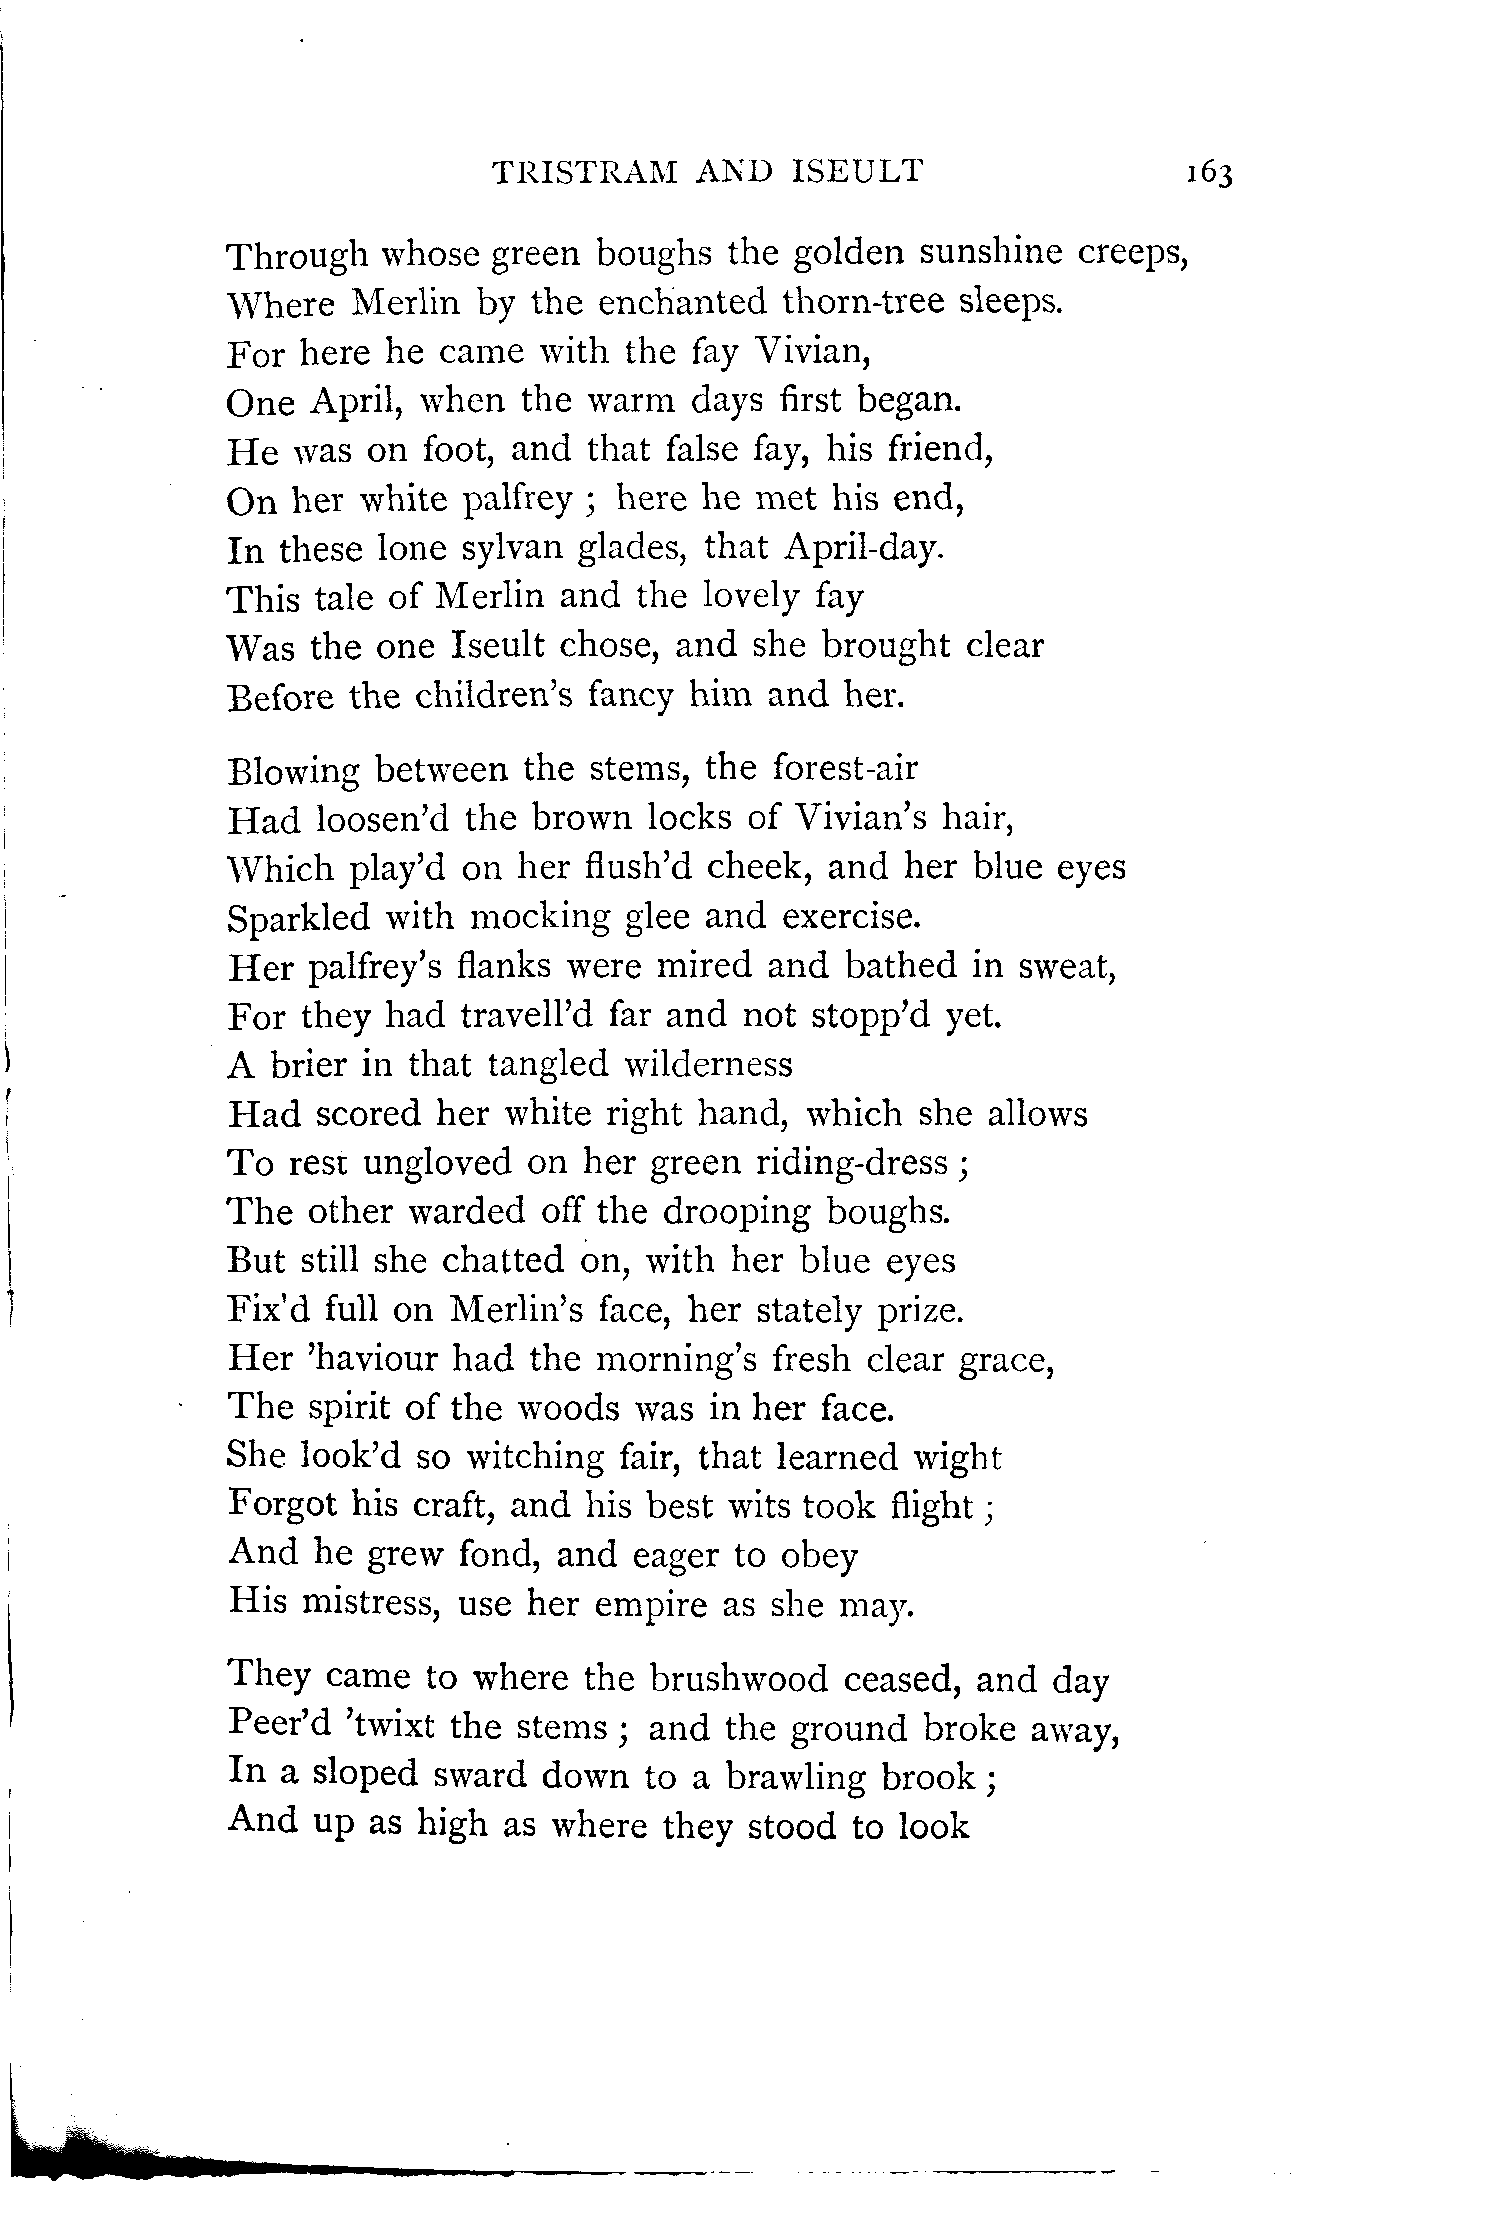 TRISTRAM AND ISEULT 163
Through whose green boughs the golden sunshine creeps,
Where Merlin by the enchanted thorn-tree sleeps.
For here he came with the fay Vivian,
One April, when the warm days first began.
He was on foot, and that false fay, his friend,
On her white palfrey ; here he met his end,
In these lone sylvan glades, that April-day.
This tale of Merlin and the lovely fay
Was the one Iseult chose, and she brought clear
Before the children's fancy him and her.
Blowing between the stems, the forest-air
Had loosen'd the brown locks of Vivian's hair,
Which play'd on her flush'd cheek, and her blue eyes
Sparkled with mocking glee and exercise.
Her palfrey's flanks were mired and bathed in sweat,
For they had travell'd far and not stopp'd yet.
A brier in that tangled wilderness
Had scored her white right hand, which she allows
To rest ungloved on her green riding-dress ;
The other warded off the drooping boughs.
But still she chatted on, with her blue eyes
Fix'd full on Merlin's face, her stately prize.
Her 'haviour had the morning's fresh clear grace,
The spirit of the woods was in her face.
She look'd so witching fair, that learned wight
Forgot his craft, and his best wits took flight ;
And he grew fond, and eager to obey
His mistress, use her empire as she may.
They came to where the brushwood ceased, and day
Peer'd 'twixt the stems ; and the ground broke away,
In a sloped sward down to a brawling brook ;
And up as high as where they stood to look